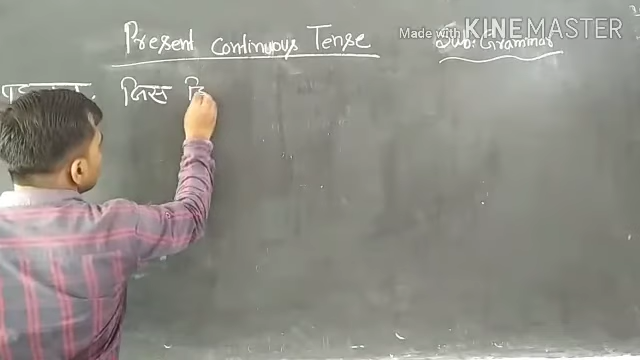 Present Continuous Tense
Sub:- Grammar
Made with KINEMASTER
जिस